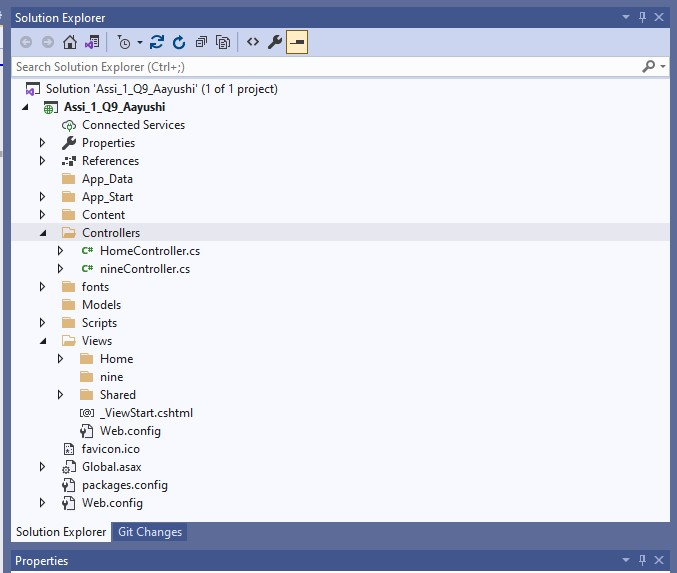 Solution Explorer
Search Solution Explorer (Ctrl+;)
Solution 'Assi_1_Q9_Aayushi' (1 of 1 project)
Assi_1_Q9_Aayushi
Connected Services
Properties
References
App_Data
App_Start
Content
Controllers
C# HomeController.cs
C# nineController.cs
fonts
Models
Scripts
Views
Home
nine
Shared
[@] _ViewStart.cshtml
Web.config
favicon.ico
Global.asax
packages.config
Web.config
Solution Explorer Git Changes
Properties